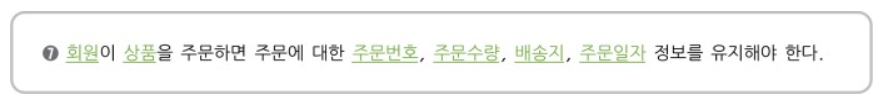 ❼ 회원이 상품을 주문하면 주문에 대한 주문번호, 주문수량, 배송지, 주문일자 정보를 유지해야 한다.